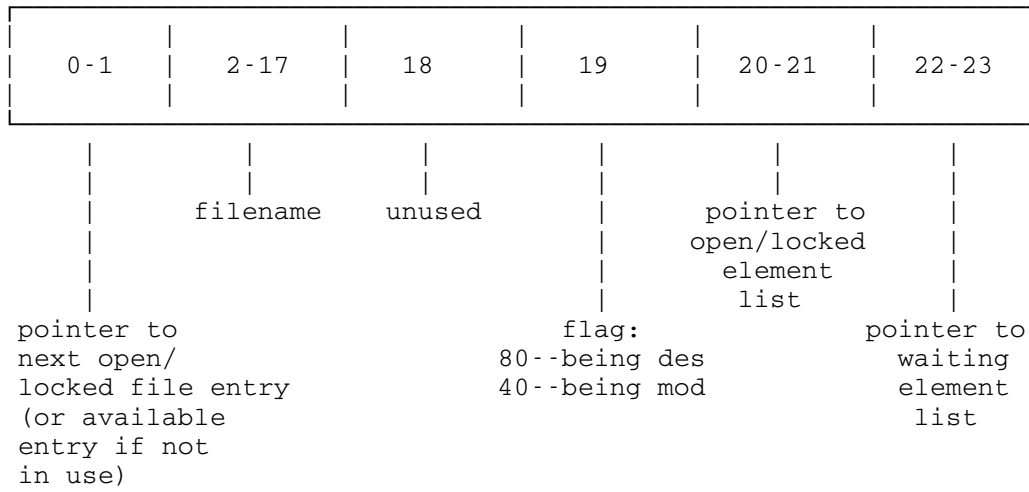 0-1 2-17 18 19 20-21 22-23
filename unused pointer to
open/locked
element
list
pointer to flag: pointer to
next open/ 80--being des waiting
locked file entry 40--being mod element
(or available list
entry if not
in use)